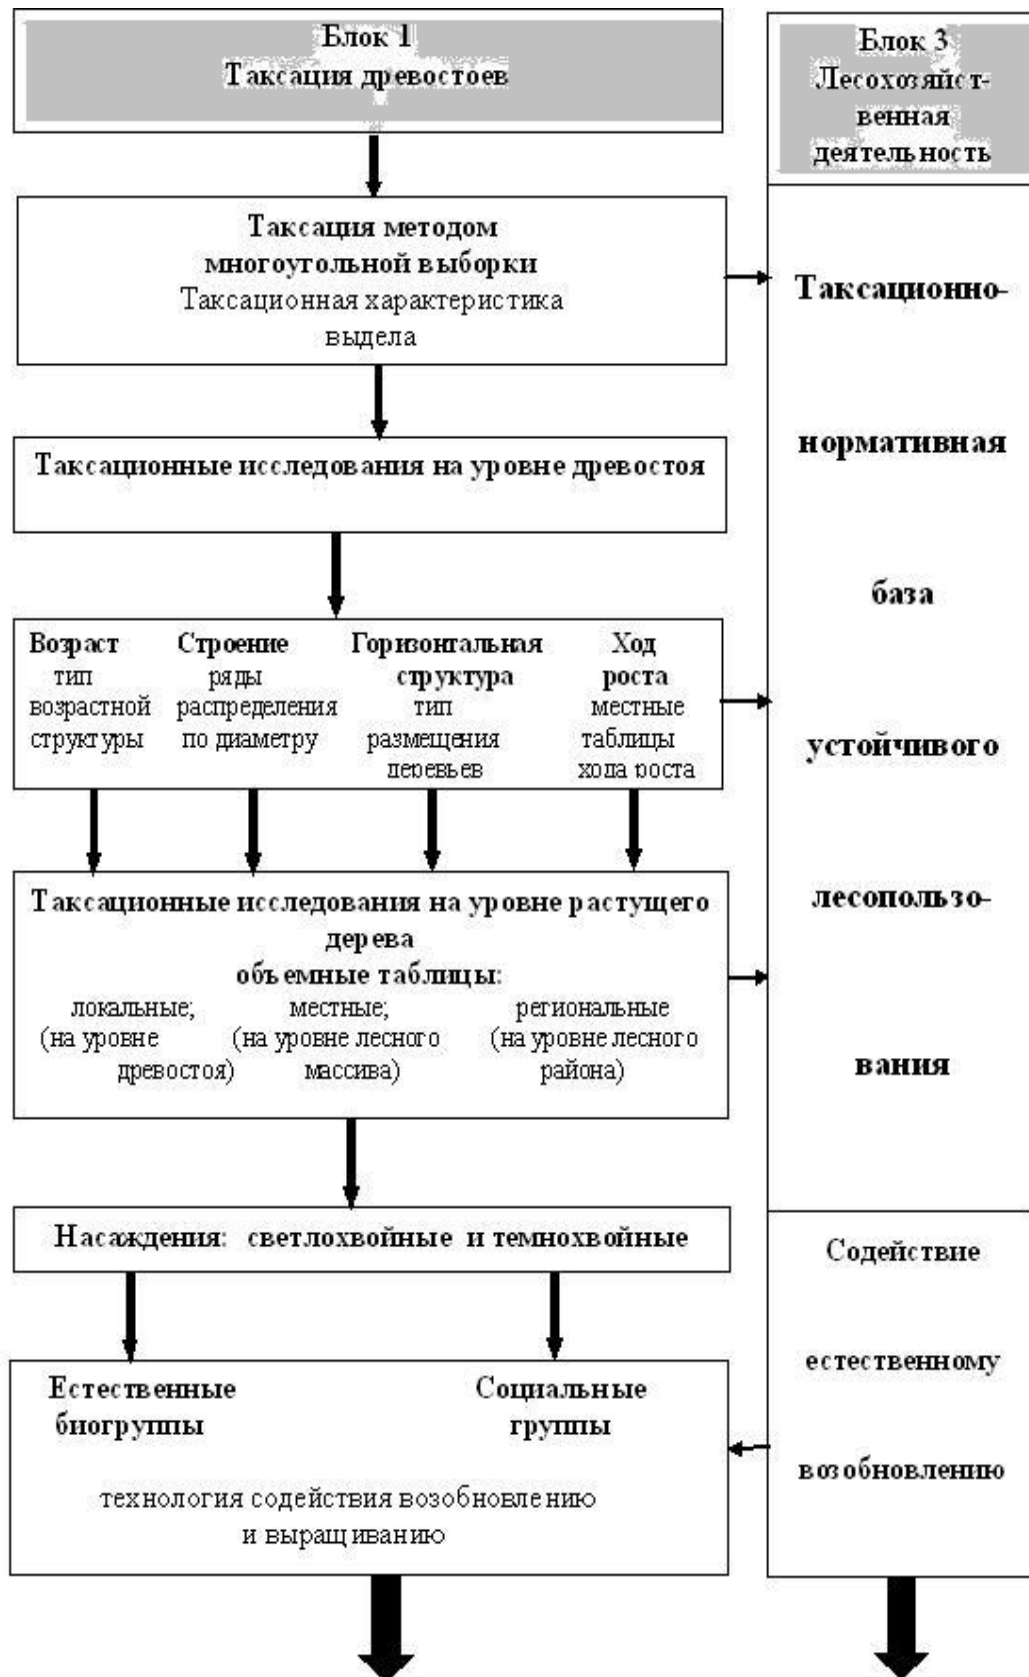 Блок 1
Таксация древостоев
Таксация методом
многоугольной выборки
Таксационная характеристика
выдела
Таксационные исследования на уровне древостоя
Возраст
тип
возрастной
структуры
Строение
ряды
распределения
по диаметру
Горизонтальная
структура
тип
размещения
деревьев
Ход
роста
местные
таблицы
хода роста
Таксационные исследования на уровне растущего
дерева
объемные таблицы:
локальные;
(на уровне
древостоя)
местные;
(на уровне лесного
массива)
региональные
(на уровне лесного
района)
Насаждения: светлохвойные и темнохвойные
Естественные
биогруппы
Социальные
группы
технология содействия возобновлению
и выращиванию
Блок 3
Лесохозяйст-
венная
деятельность
Таксационно-
нормативная
база
устойчивого
лесопользо-
вания
Содействие
естественному
возобновлению